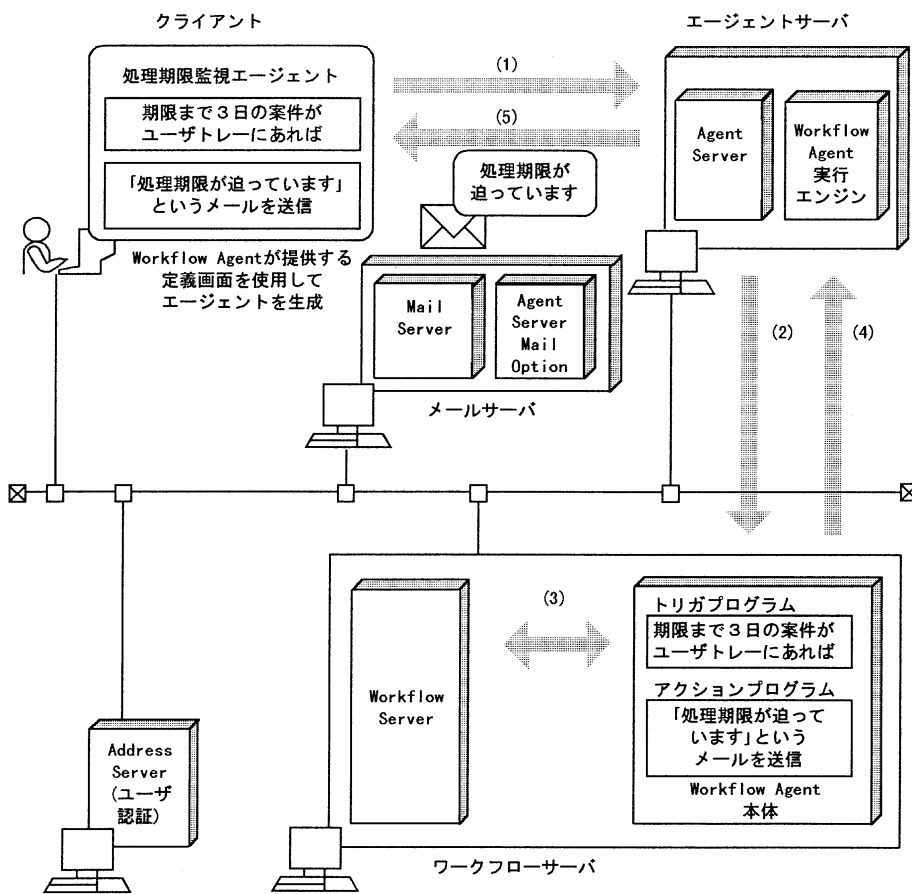 クライアント
エージェントサーバ
処理期限監視エージェント
期限まで3日の案件が
ユーザトレーにあれば
「処理期限が迫っています」
というメールを送信
(1)
(5)
処理期限が
迫っています
Agent
Server
Workflow
Agent
実行
エンジン
Workflow Agentが提供する
定義画面を使用して
エージェントを生成
Mail
Server
Agent
Server
Mail
Option
メールサーバ
(2)
(4)
(3)
Workflow
Server
トリガプログラム
期限まで3日の案件が
ユーザトレーにあれば
アクションプログラム
「処理期限が迫って
います」という
メールを送信
Workflow Agent
本体
Address
Server
(ユーザ
認証)
ワークフローサーバ